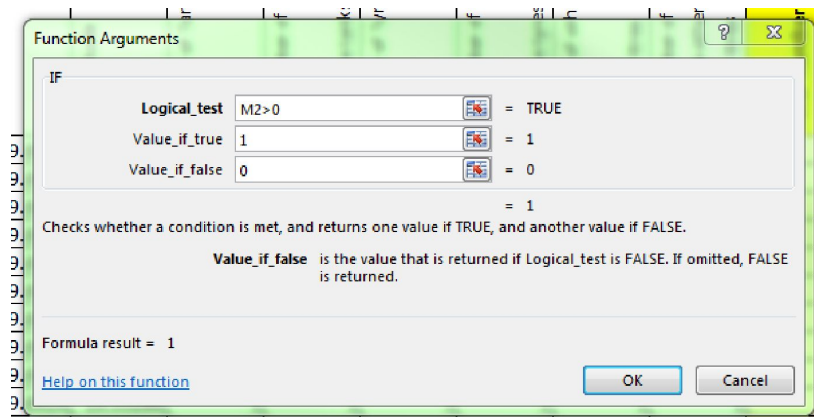 Function Arguments
IF
Logical_test M2>0 = TRUE
Value_if_true 1 = 1
Value_if_false 0 = 0
= 1
Checks whether a condition is met, and returns one value if TRUE, and another value if FALSE.
Value_if_false is the value that is returned if Logical_test is FALSE. If omitted, FALSE
is returned.
Formula result = 1
Help on this function
OK Cancel